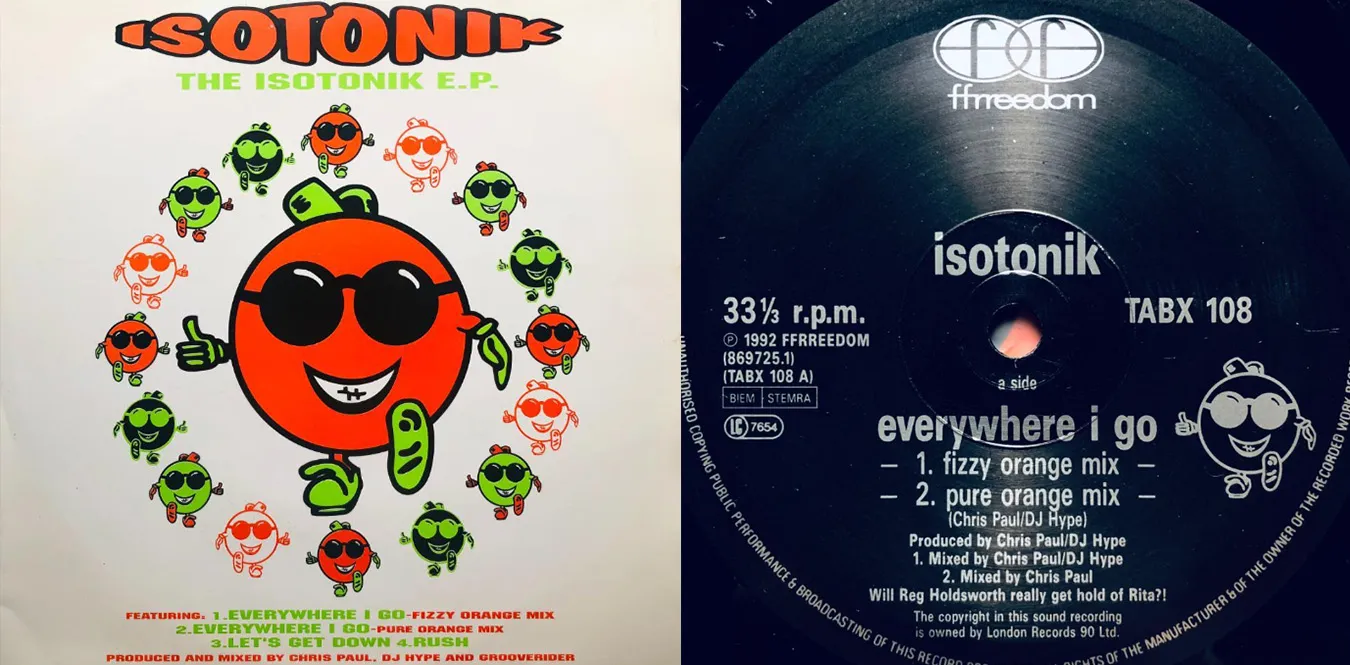 ISOTONIK
THE ISOTONIK E.P.
FEATURING: 1.EVERYWHERE I GO-FIZZY ORANGE MIX
2.EVERYWHERE I GO-PURE ORANGE MIX
3.LET'S GET DOWN 4.RUSH
PRODUCED AND MIXED BY CHRIS PAUL, DJ HYPE AND GROOVERIDER
ff
ffrreedom
isotonik
33⅓ r.p.m.
℗ 1992 FFRREEDOM
(869725.1)
(TABX 108 A)
BIEM STEMRA
LC 7654
TABX 108
a side
everywhere i go
– 1. fizzy orange mix –
– 2. pure orange mix –
(Chris Paul/DJ Hype)
Produced by Chris Paul/DJ Hype
1. Mixed by Chris Paul/DJ Hype
2. Mixed by Chris Paul
Will Reg Holdsworth really get hold of Rita?!
The copyright in this sound recording
is owned by London Records 90 Ltd.
UNAUTHORISED COPYING PUBLIC PERFORMANCE & BROADCASTING OF THIS RECORD
RIGHTS OF THE MANUFACTURER & OF THE OWNER OF THE RECORDED WORK